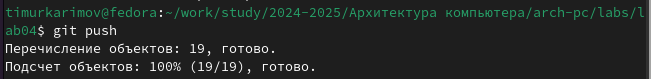 timurkarimov@fedora:~/work/study/2024-2025/Архитектура компьютера/arch-pc/labs/l
ab04$ git push
Перечисление объектов: 19, готово.
Подсчет объектов: 100% (19/19), готово.